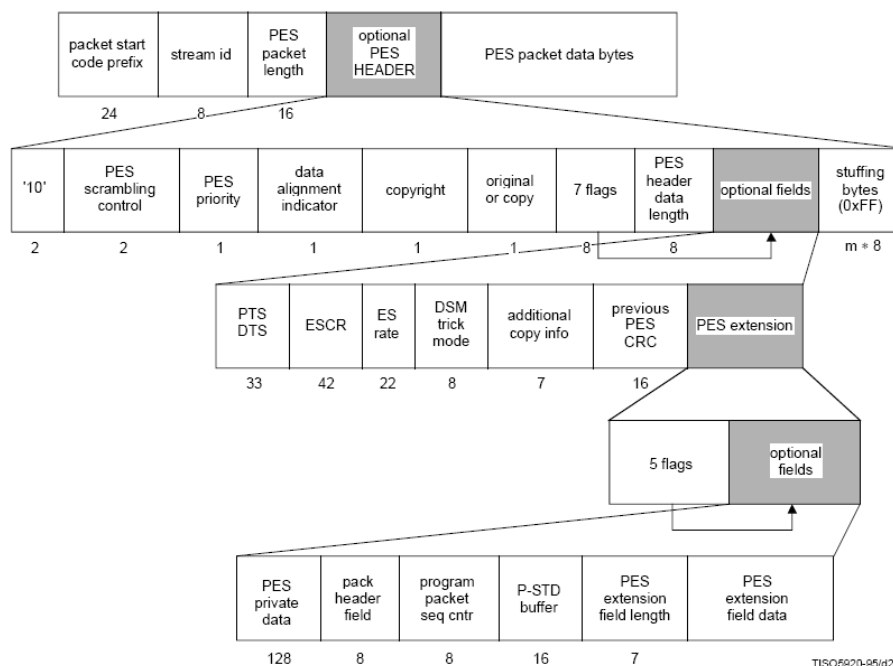 packet start code prefix
stream id
PES packet length
optional PES HEADER
PES packet data bytes
24
8
16
'10'
PES scrambling control
PES priority
data alignment indicator
copyright
original or copy
7 flags
PES header data length
optional fields
stuffing bytes (0xFF)
2
2
1
1
1
1
8
8
m * 8
PTS DTS
ESCR
ES rate
DSM trick mode
additional copy info
previous PES CRC
PES extension
33
42
22
8
7
16
5 flags
optional fields
PES private data
pack header field
program packet seq cntr
P-STD buffer
PES extension field length
PES extension field data
128
8
8
16
7
TISO5920-95/d2